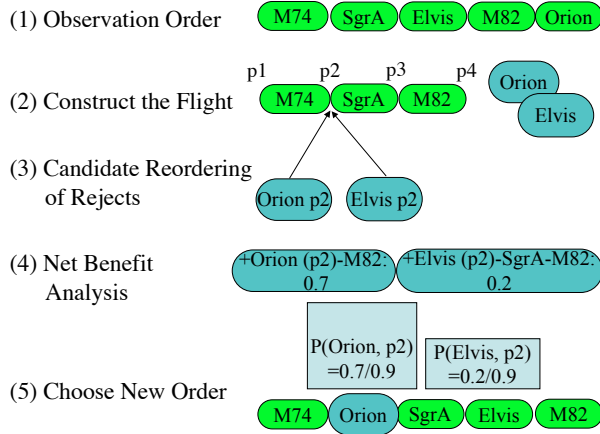 (1) Observation Order
M74 SgrA Elvis M82 Orion
p1 p2 p3 p4
(2) Construct the Flight
M74 SgrA M82
Orion
Elvis
(3) Candidate Reordering
of Rejects
Orion p2 Elvis p2
(4) Net Benefit
Analysis
+Orion (p2)-M82:
0.7
+Elvis (p2)-SgrA-M82:
0.2
P(Orion, p2)
=0.7/0.9
P(Elvis, p2)
=0.2/0.9
(5) Choose New Order
M74 Orion SgrA Elvis M82